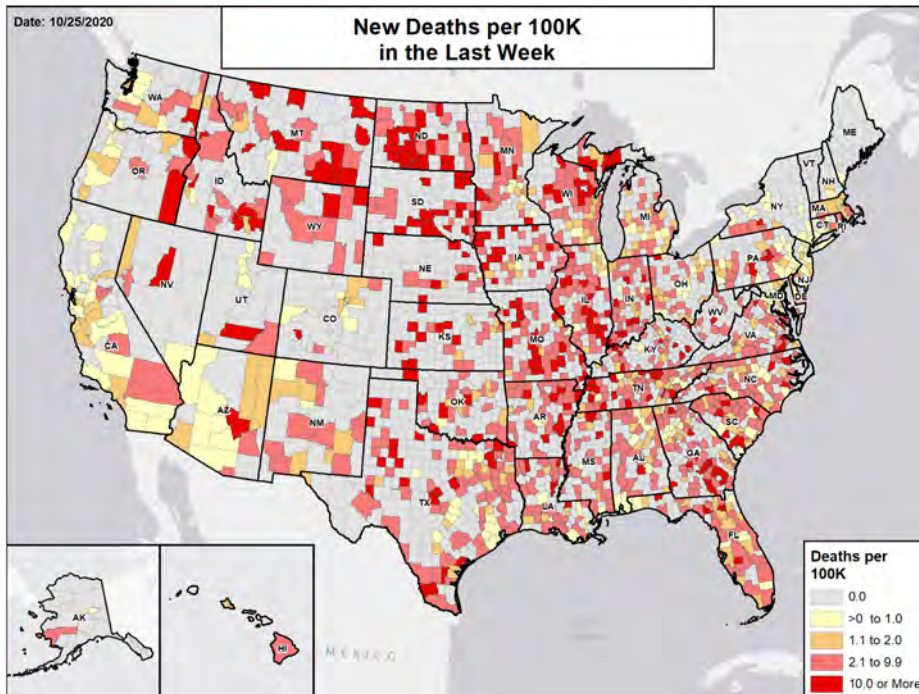 Date: 10/25/2020
New Deaths per 100K
in the Last Week
WA
MT
ND
MN
ME
VT
NH
OR
ID
WI
NY
MA
SD
MI
CT
RI
WY
IA
PA
NE
NJ
NV
OH
MD
DE
UT
IL
IN
CO
WV
VA
CA
KS
MO
KY
NC
TN
AZ
OK
NM
AR
SC
MS
AL
GA
TX
LA
FL
AK
HI
MEXICO
Deaths per
100K
0.0
>0 to 1.0
1.1 to 2.0
2.1 to 9.9
10.0 or More